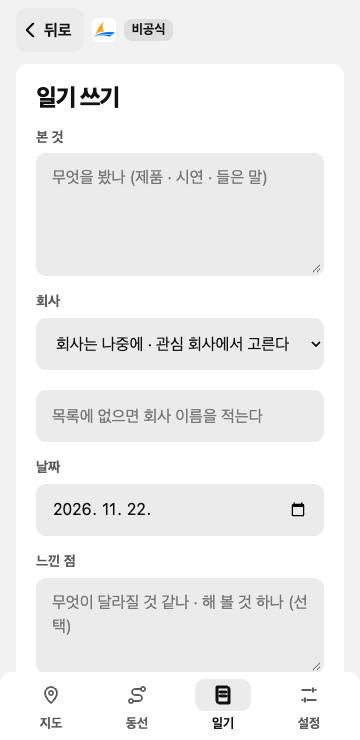 뒤로
비공식
일기 쓰기
본 것
무엇을 봤나 (제품 · 시연 · 들은 말)
회사
회사는 나중에 · 관심 회사에서 고른다
목록에 없으면 회사 이름을 적는다
날짜
2026. 11. 22.
느낀 점
무엇이 달라질 것 같나 · 해 볼 것 하나 (선
택)
지도
동선
일기
설정